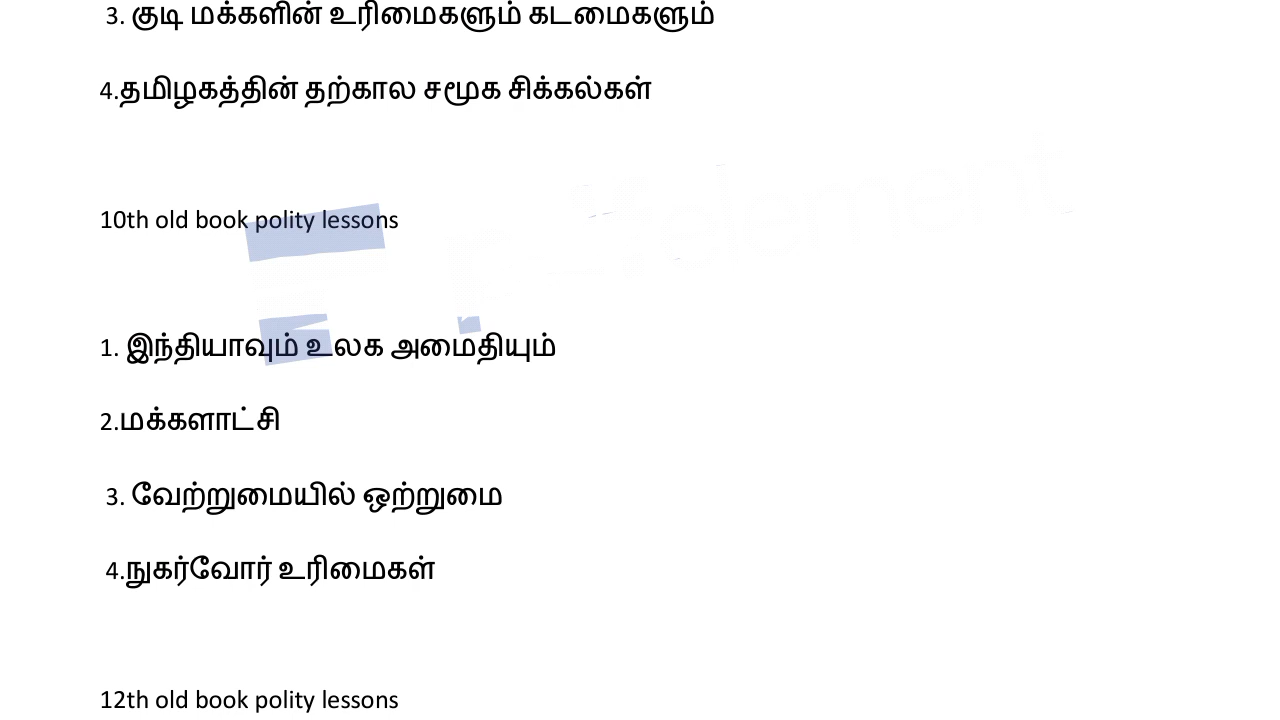 3. குடி மக்களின் உரிமைகளும் கடமைகளும்
4.தமிழகத்தின் தற்கால சமூக சிக்கல்கள்
10th old book polity lessons
1. இந்தியாவும் உலக அமைதியும்
2.மக்களாட்சி
3. வேற்றுமையில் ஒற்றுமை
4.நுகர்வோர் உரிமைகள்
12th old book polity lessons